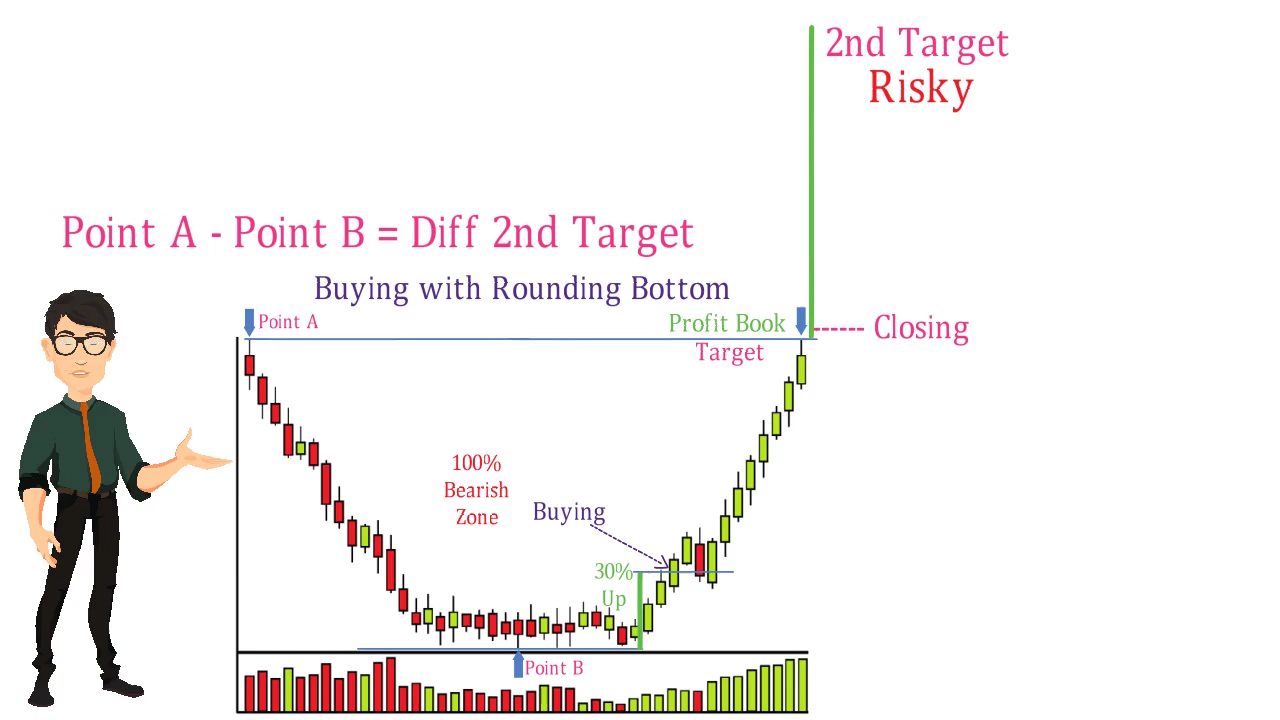 2nd Target
Risky
Point A - Point B = Diff 2nd Target
Buying with Rounding Bottom
Point A
Profit Book
Target
------ Closing
100%
Bearish
Zone
Buying
30%
Up
Point B